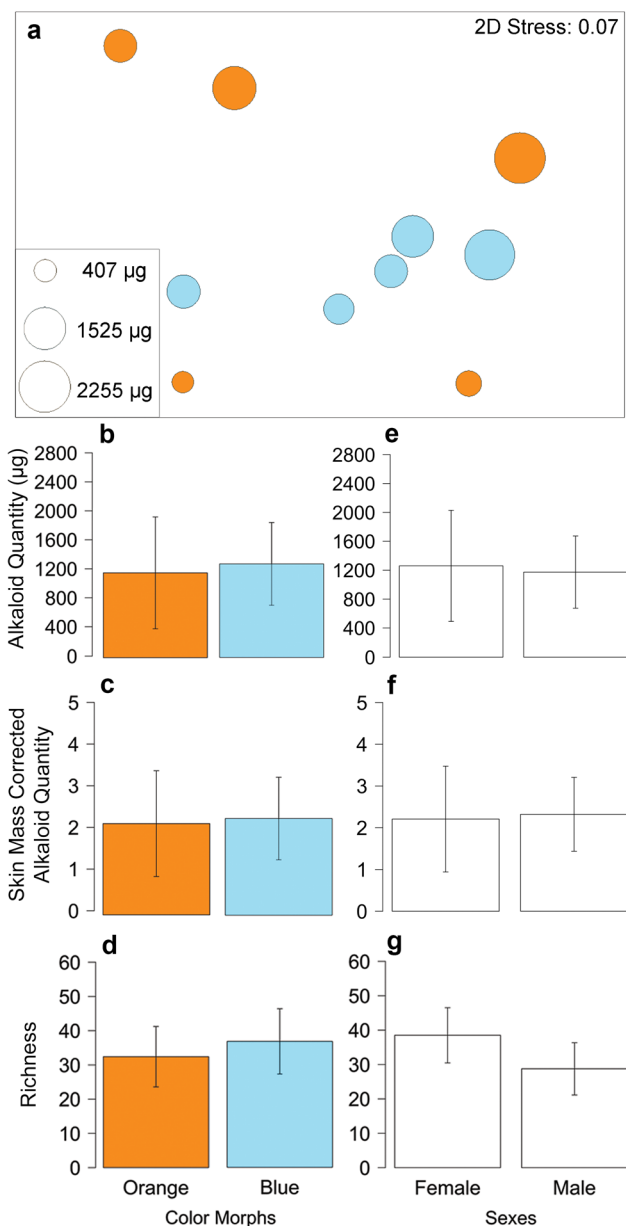 a
2D Stress: 0.07
407 µg
1525 µg
2255 µg
b
e
Alkaloid Quantity (µg)
2800
2400
2000
1600
1200
800
400
0
2800
2400
2000
1600
1200
800
400
0
c
f
Skin Mass Corrected
Alkaloid Quantity
5
4
3
2
1
0
5
4
3
2
1
0
d
g
Richness
60
50
40
30
20
10
0
60
50
40
30
20
10
0
Orange Blue Female Male
Color Morphs Sexes